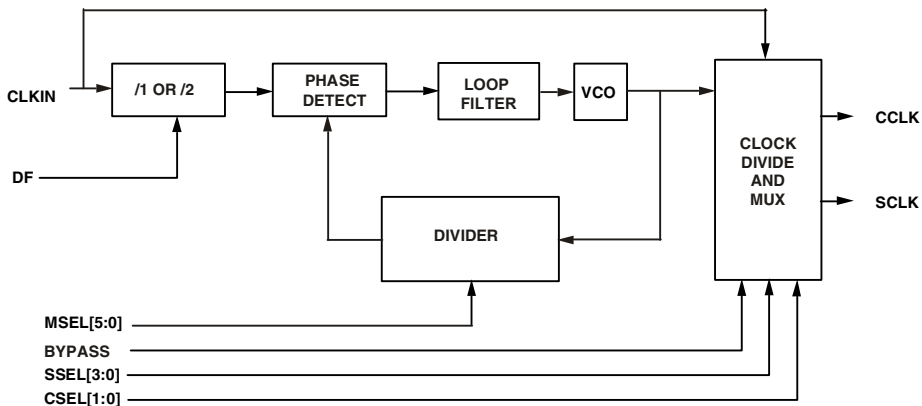 CLKIN
/1 OR /2
PHASE
DETECT
LOOP
FILTER
VCO
CLOCK
DIVIDE
AND
MUX
CCLK
SCLK
DF
DIVIDER
MSEL[5:0]
BYPASS
SSEL[3:0]
CSEL[1:0]